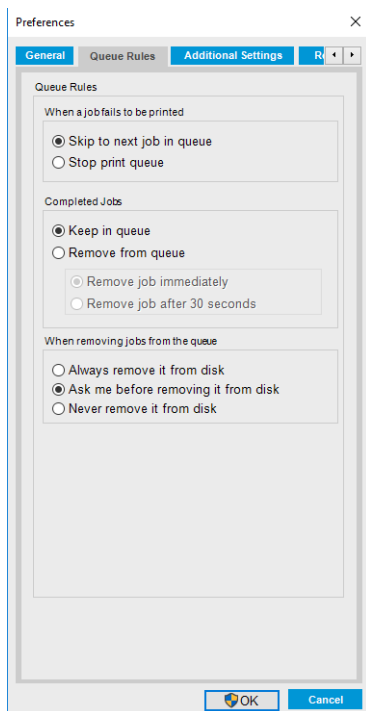 Preferences
General Queue Rules Additional Settings
Queue Rules
When a job fails to be printed
Skip to next job in queue
Stop print queue
Completed Jobs
Keep in queue
Remove from queue
Remove job immediately
Remove job after 30 seconds
When removing jobs from the queue
Always remove it from disk
Ask me before removing it from disk
Never remove it from disk
OK Cancel